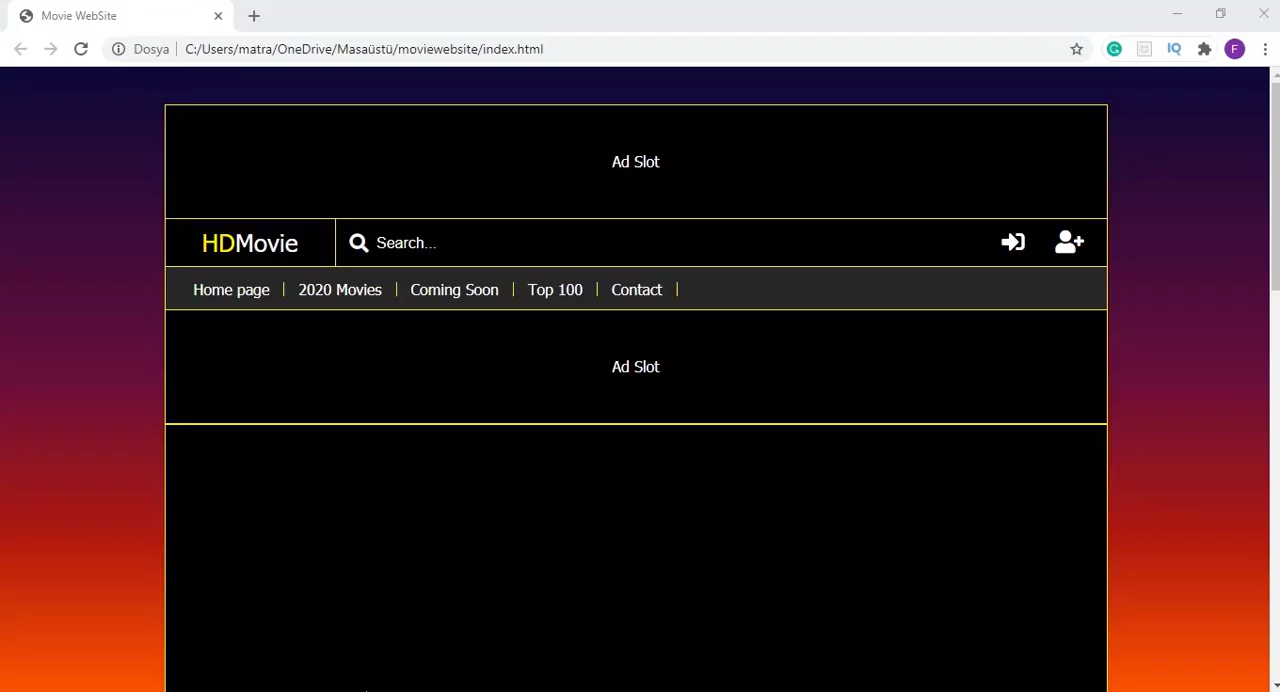 Movie WebSite
Dosya C:/Users/matra/OneDrive/Masaüstü/moviewebsite/index.html
IQ F
Ad Slot
HDMovie Search...
Home page 2020 Movies Coming Soon Top 100 Contact
Ad Slot